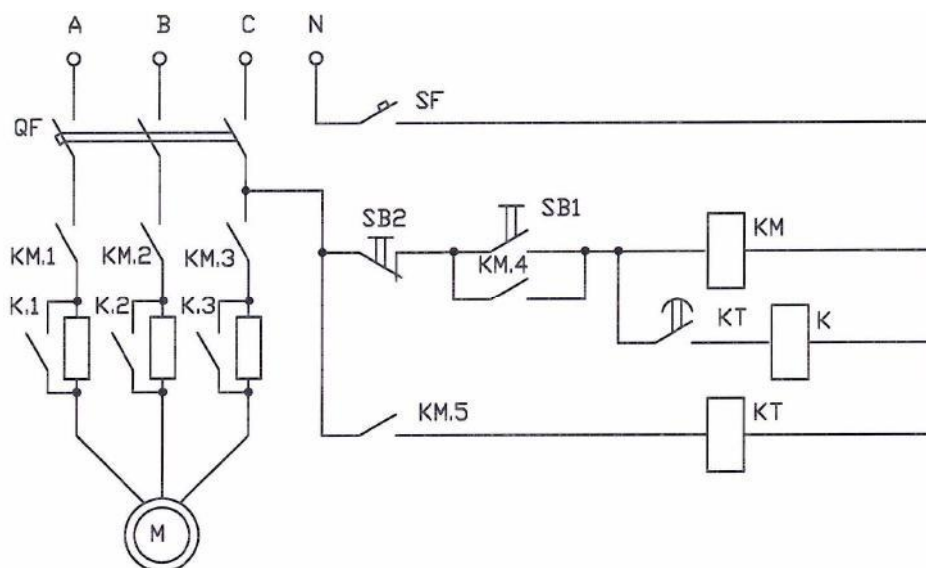 A B C N
QF
SF
SB2
SB1
KM
KM.1 KM.2 KM.3
KM.4
K.1 K.2 K.3
KT
K
KM.5
KT
M